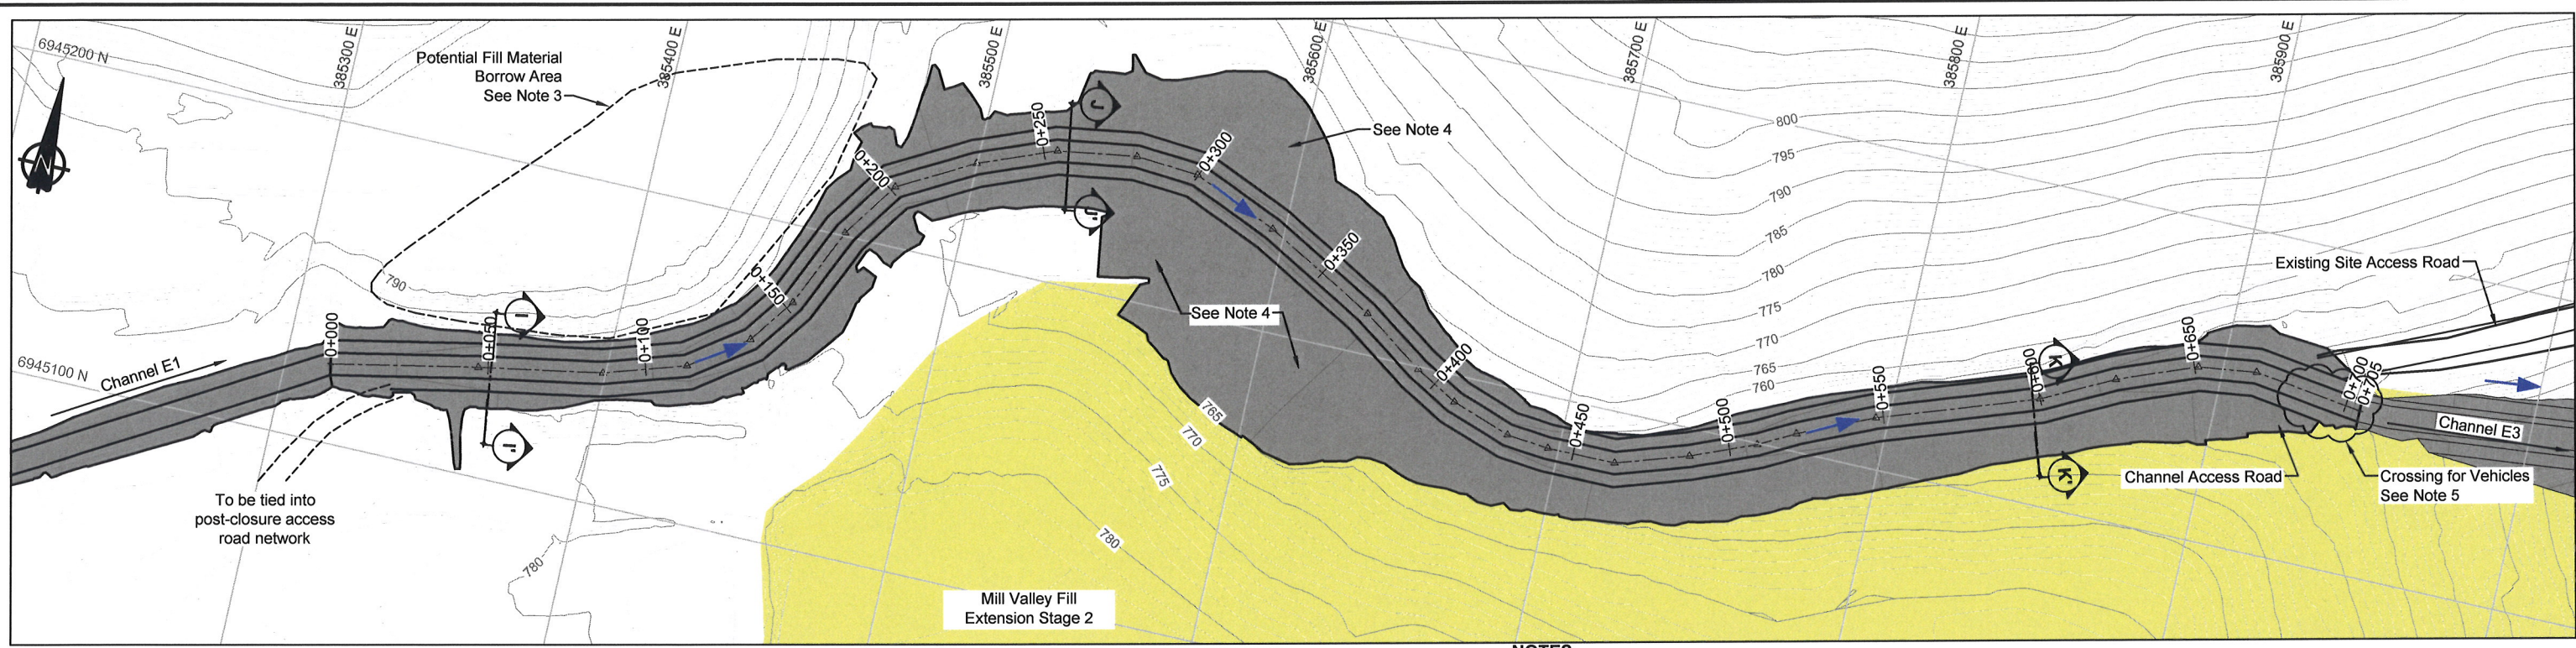 6945200 N
385300 E
Potential Fill Material
Borrow Area
See Note 3
385400 E
385500 E
385600 E
385700 E
385800 E
385900 E
N
J
0+250
See Note 4
0+300
0+200
J'
800
795
790
785
780
775
770
765
760
Existing Site Access Road
0+350
790
0+150
I
0+000
0+050
0+100
See Note 4
6945100 N
Channel E1
0+400
765
770
775
780
0+450
0+500
0+550
K
0+600
0+650
0+700
0+705
Channel E3
I'
K'
Channel Access Road
Crossing for Vehicles
See Note 5
To be tied into
post-closure access
road network
780
Mill Valley Fill
Extension Stage 2
NOTES